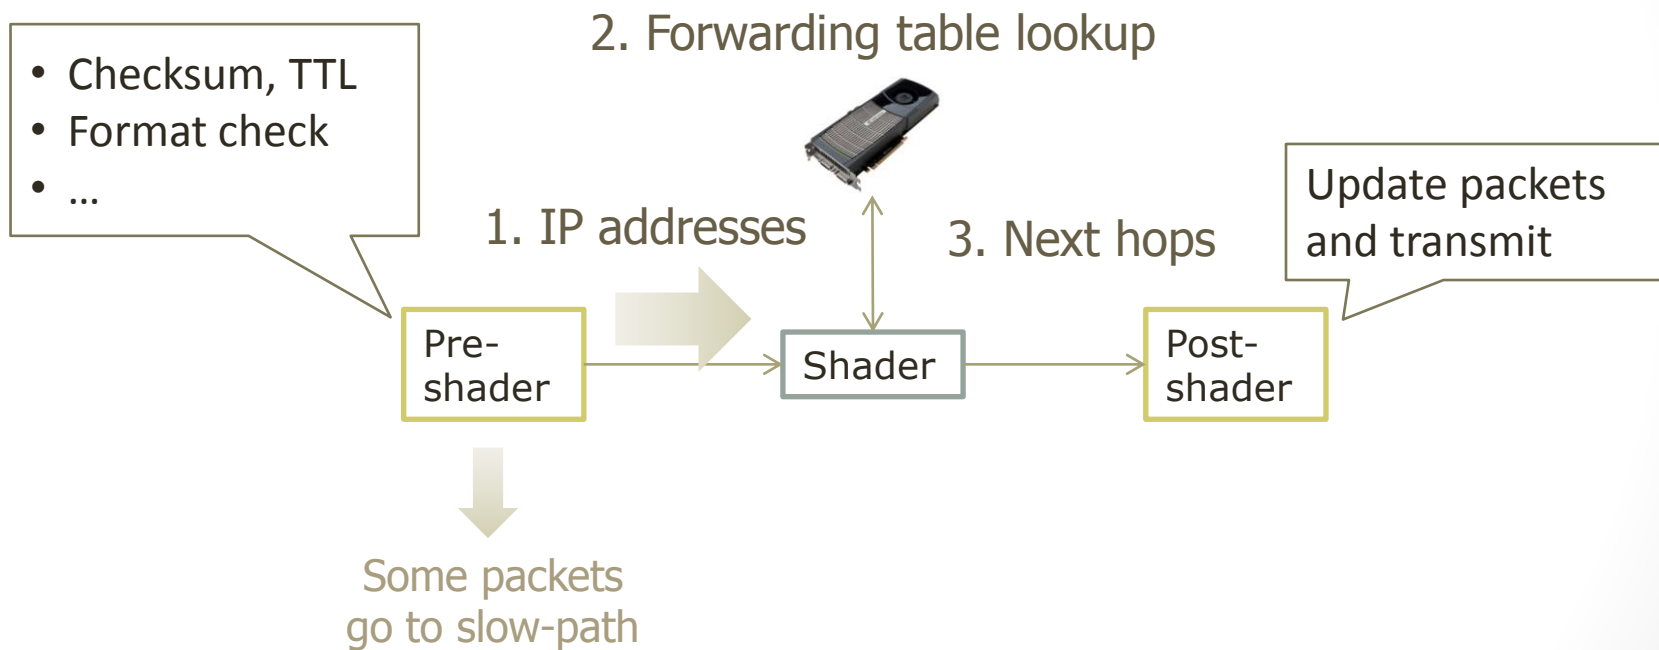 2. Forwarding table lookup
• Checksum, TTL
• Format check
• ...
1. IP addresses
3. Next hops
Update packets
and transmit
Pre-
shader
Shader
Post-
shader
Some packets
go to slow-path